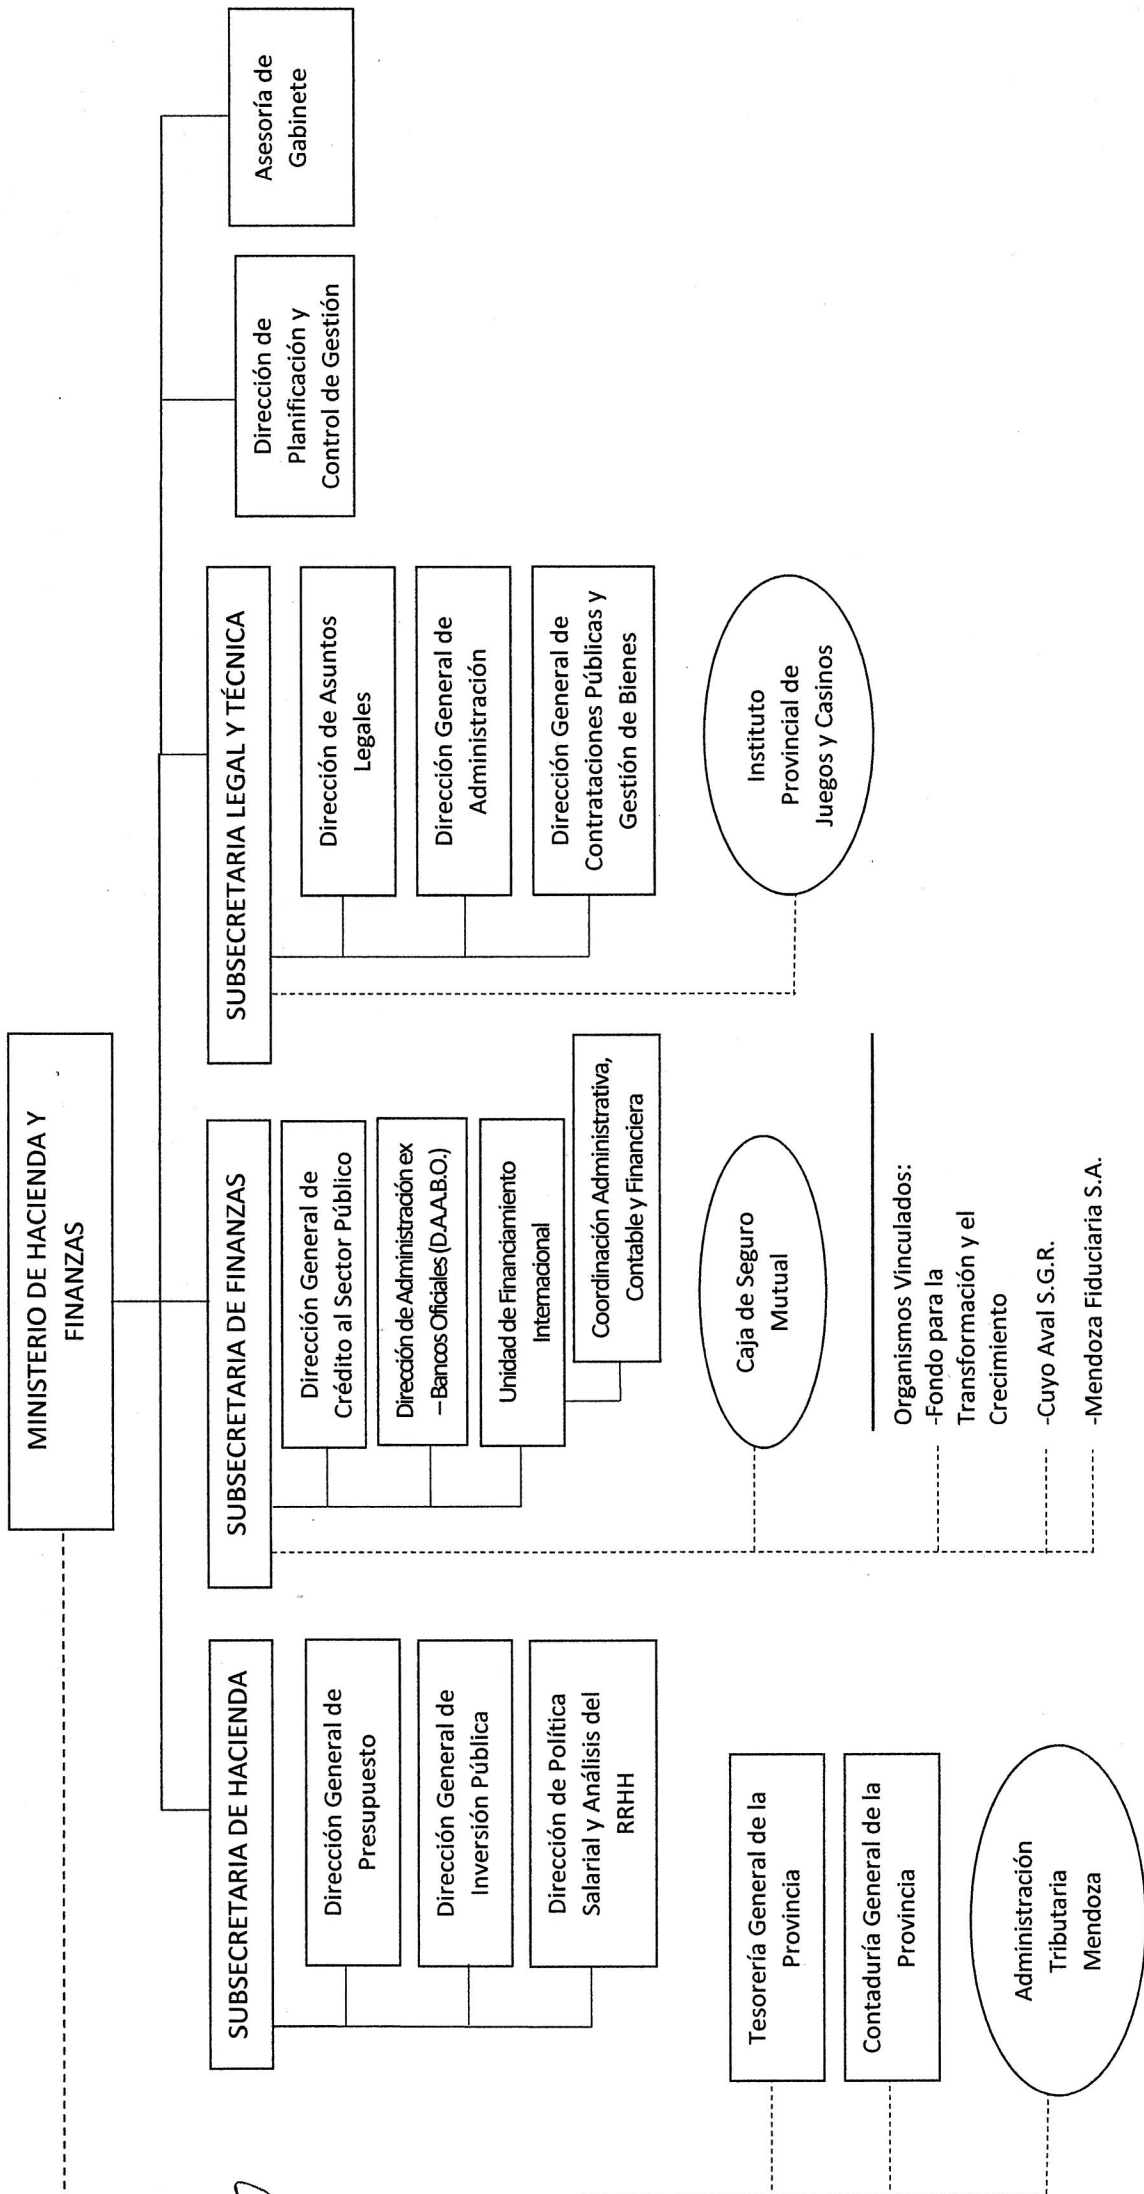 MINISTERIO DE HACIENDA Y
FINANZAS
SUBSECRETARIA DE HACIENDA
Dirección General de
Presupuesto
Dirección General de
Inversión Pública
Dirección de Política
Salarial y Análisis del
RRHH
Tesorería General de la
Provincia
Contaduría General de la
Provincia
Administración
Tributaria
Mendoza
SUBSECRETARIA DE FINANZAS
Dirección General de
Crédito al Sector Público
Dirección de Administración ex
– Bancos Oficiales (D.A.A.B.O.)
Unidad de Financiamiento
Internacional
Coordinación Administrativa,
Contable y Financiera
Caja de Seguro
Mutual
Organismos Vinculados:
-Fondo para la
Transformación y el
Crecimiento
-Cuyo Aval S.G.R.
-Mendoza Fiduciaria S.A.
SUBSECRETARIA LEGAL Y TÉCNICA
Dirección de Asuntos
Legales
Dirección General de
Administración
Dirección General de
Contrataciones Públicas y
Gestión de Bienes
Instituto
Provincial de
Juegos y Casinos
Dirección de
Planificación y
Control de Gestión
Asesoría de
Gabinete